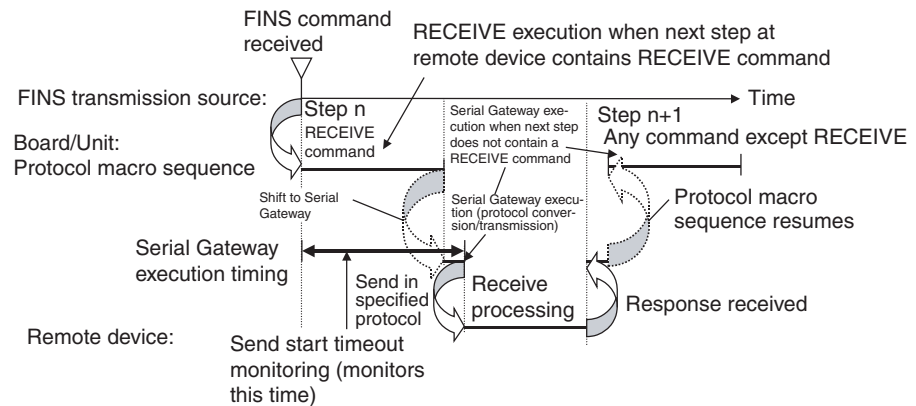 FINS command
received
RECEIVE execution when next step at
remote device contains RECEIVE command
FINS transmission source:
Time
Step n
RECEIVE
command
Serial Gateway exe-
cution when next step
does not contain a
RECEIVE command
Step n+1
Any command except RECEIVE
Board/Unit:
Protocol macro sequence
Shift to Serial
Gateway
Serial Gateway execu-
tion (protocol conver-
sion/transmission)
Protocol macro
sequence resumes
Serial Gateway
execution timing
Send in
specified
protocol
Receive
processing
Response received
Remote device:
Send start timeout
monitoring (monitors
this time)